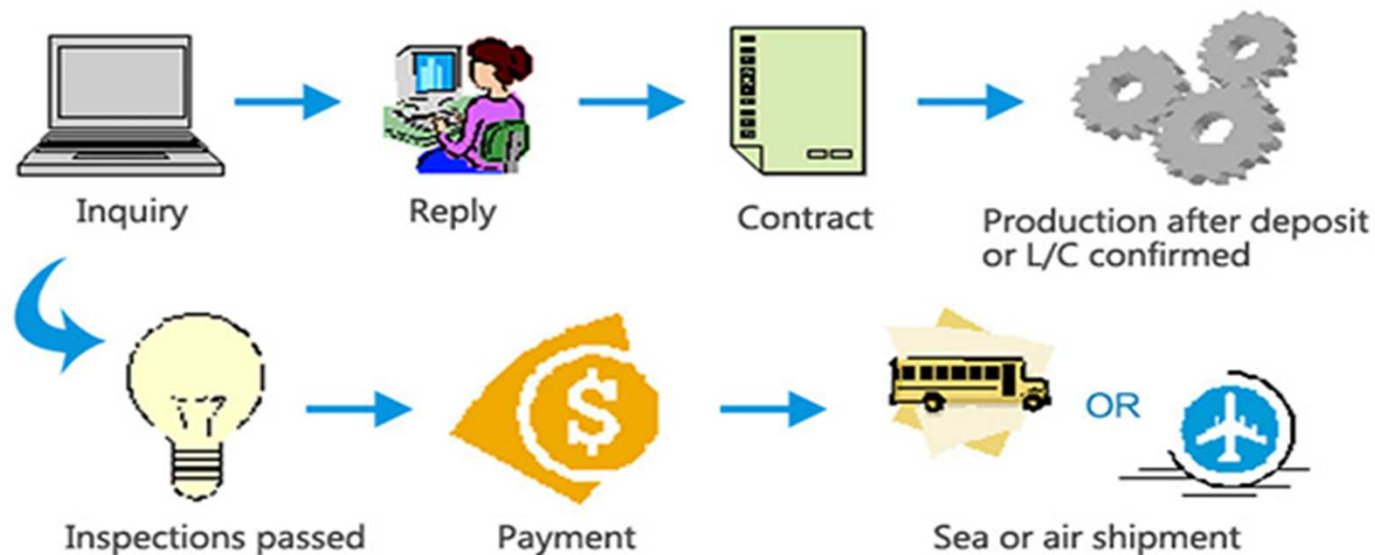 Inquiry
Reply
Contract
Production after deposit
or L/C confirmed
Inspections passed
Payment
$
OR
Sea or air shipment